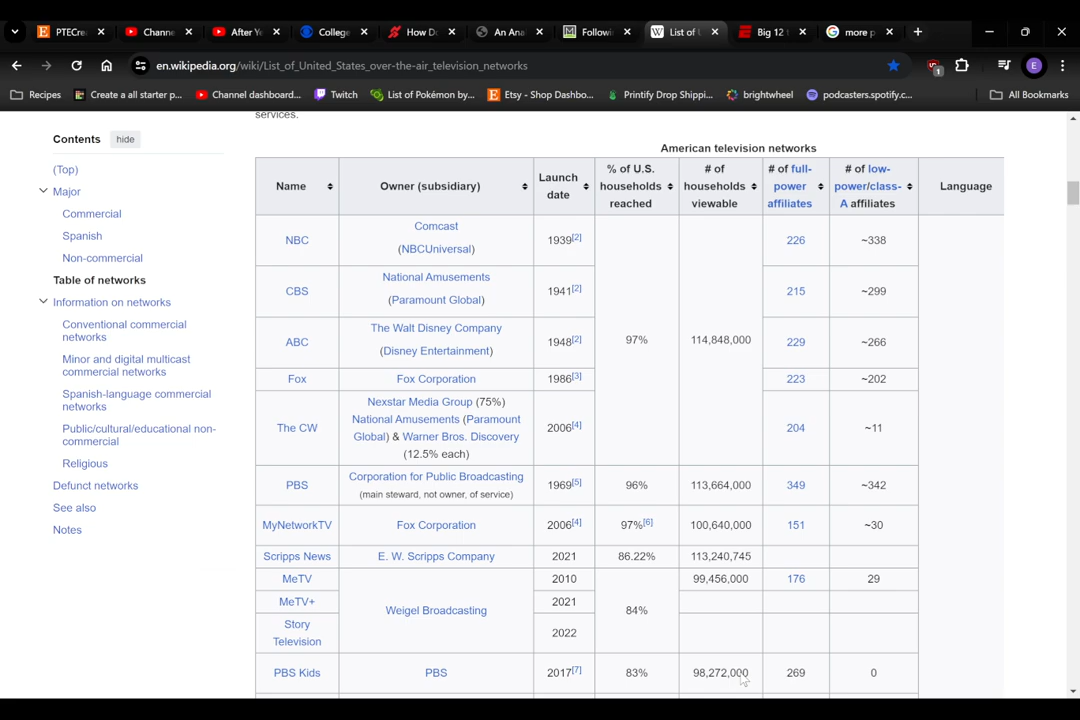 PTECre
Chann
After Y
College
How D
An Ana
Followi
List of
Big 12
more p
en.wikipedia.org/wiki/List_of_United_States_over-the-air_television_networks
1
E
Recipes
Create a all starter p...
Channel dashboard...
Twitch
List of Pokémon by...
Etsy - Shop Dashbo...
Printify Drop Shippi...
brightwheel
podcasters.spotify.c...
All Bookmarks
services.
Contents hide
(Top)
Major
Commercial
Spanish
Non-commercial
Table of networks
Information on networks
Conventional commercial
networks
Minor and digital multicast
commercial networks
Spanish-language commercial
networks
Public/cultural/educational non-
commercial
Religious
Defunct networks
See also
Notes
American television networks
Name
Owner (subsidiary)
Launch
date
% of U.S.
households
reached
# of
households
viewable
# of full-
power
affiliates
# of low-
power/class-
A affiliates
Language
NBC
Comcast
(NBCUniversal)
1939[2]
97%
114,848,000
226
~338
CBS
National Amusements
(Paramount Global)
1941[2]
215
~299
ABC
The Walt Disney Company
(Disney Entertainment)
1948[2]
229
~266
Fox
Fox Corporation
1986[3]
223
~202
The CW
Nexstar Media Group (75%)
National Amusements (Paramount
Global) & Warner Bros. Discovery
(12.5% each)
2006[4]
204
~11
PBS
Corporation for Public Broadcasting
(main steward, not owner, of service)
1969[5]
96%
113,664,000
349
~342
MyNetworkTV
Fox Corporation
2006[4]
97%[6]
100,640,000
151
~30
Scripps News
E. W. Scripps Company
2021
86.22%
113,240,745
MeTV
Weigel Broadcasting
2010
84%
99,456,000
176
29
MeTV+
2021
Story
Television
2022
PBS Kids
PBS
2017[7]
83%
98,272,000
269
0